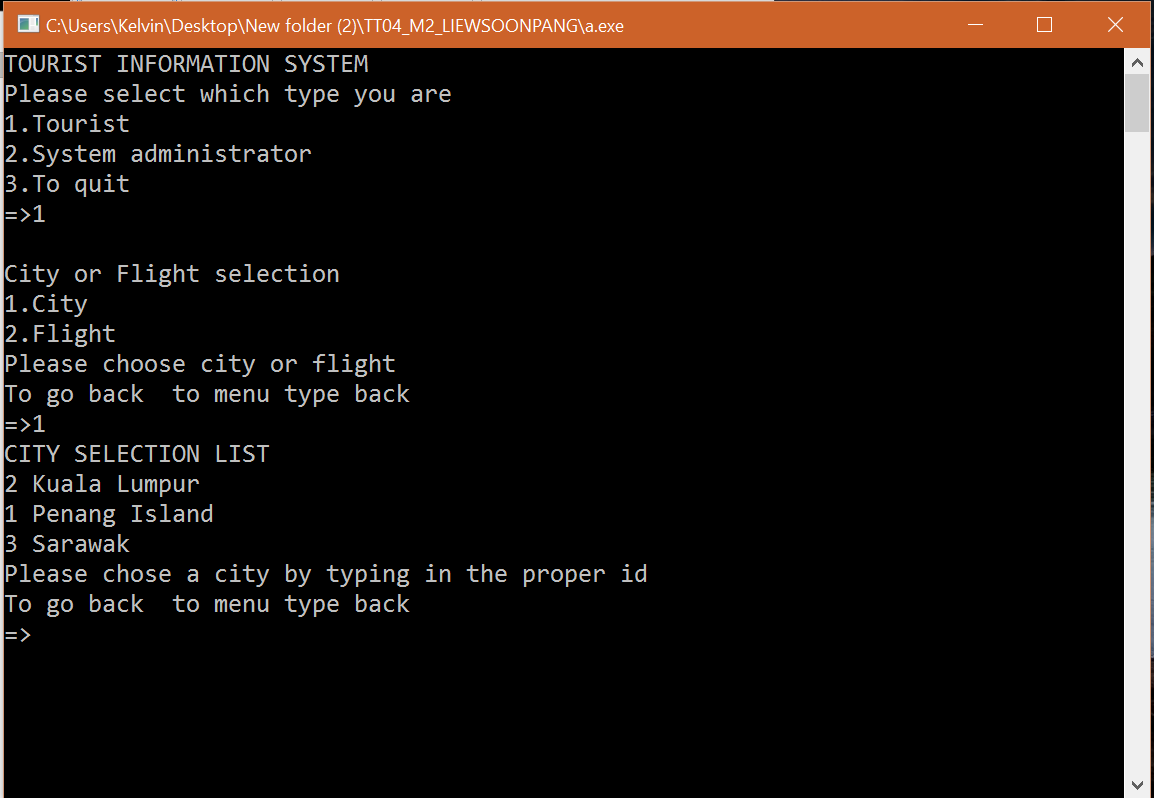 C:\Users\Kelvin\Desktop\New folder (2)\TT04_M2_LIEWSOONPANG\a.exe
TOURIST INFORMATION SYSTEM
Please select which type you are
1.Tourist
2.System administrator
3.To quit
=>1
City or Flight selection
1.City
2.Flight
Please choose city or flight
To go back  to menu type back
=>1
CITY SELECTION LIST
2 Kuala Lumpur
1 Penang Island
3 Sarawak
Please chose a city by typing in the proper id
To go back  to menu type back
=>